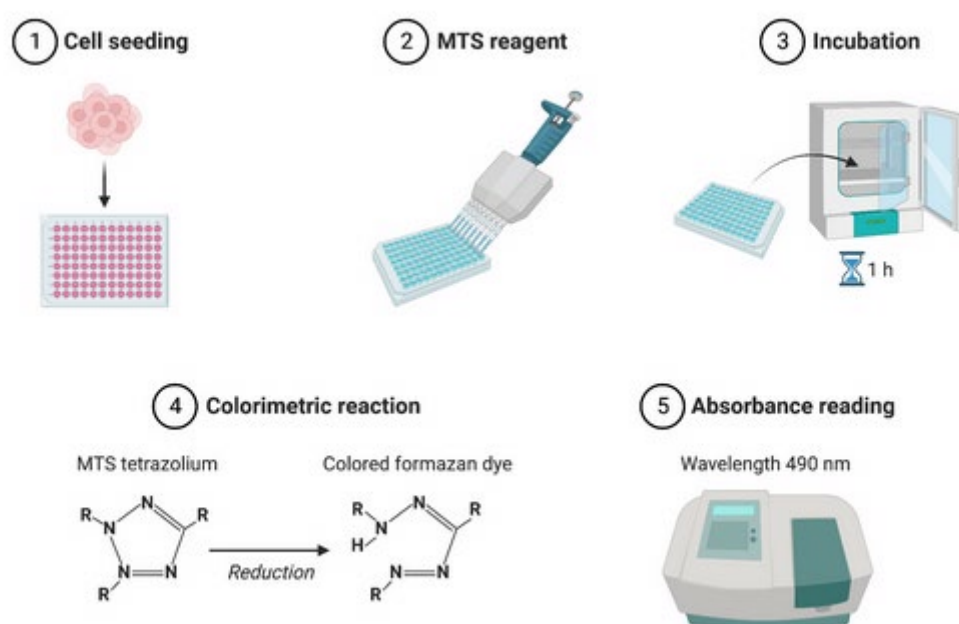 1 Cell seeding
2 MTS reagent
3 Incubation
1 h
4 Colorimetric reaction
MTS tetrazolium
Colored formazan dye
R
N
N
R
N
N
R
Reduction
R
N
N
R
H
N
N
R
5 Absorbance reading
Wavelength 490 nm